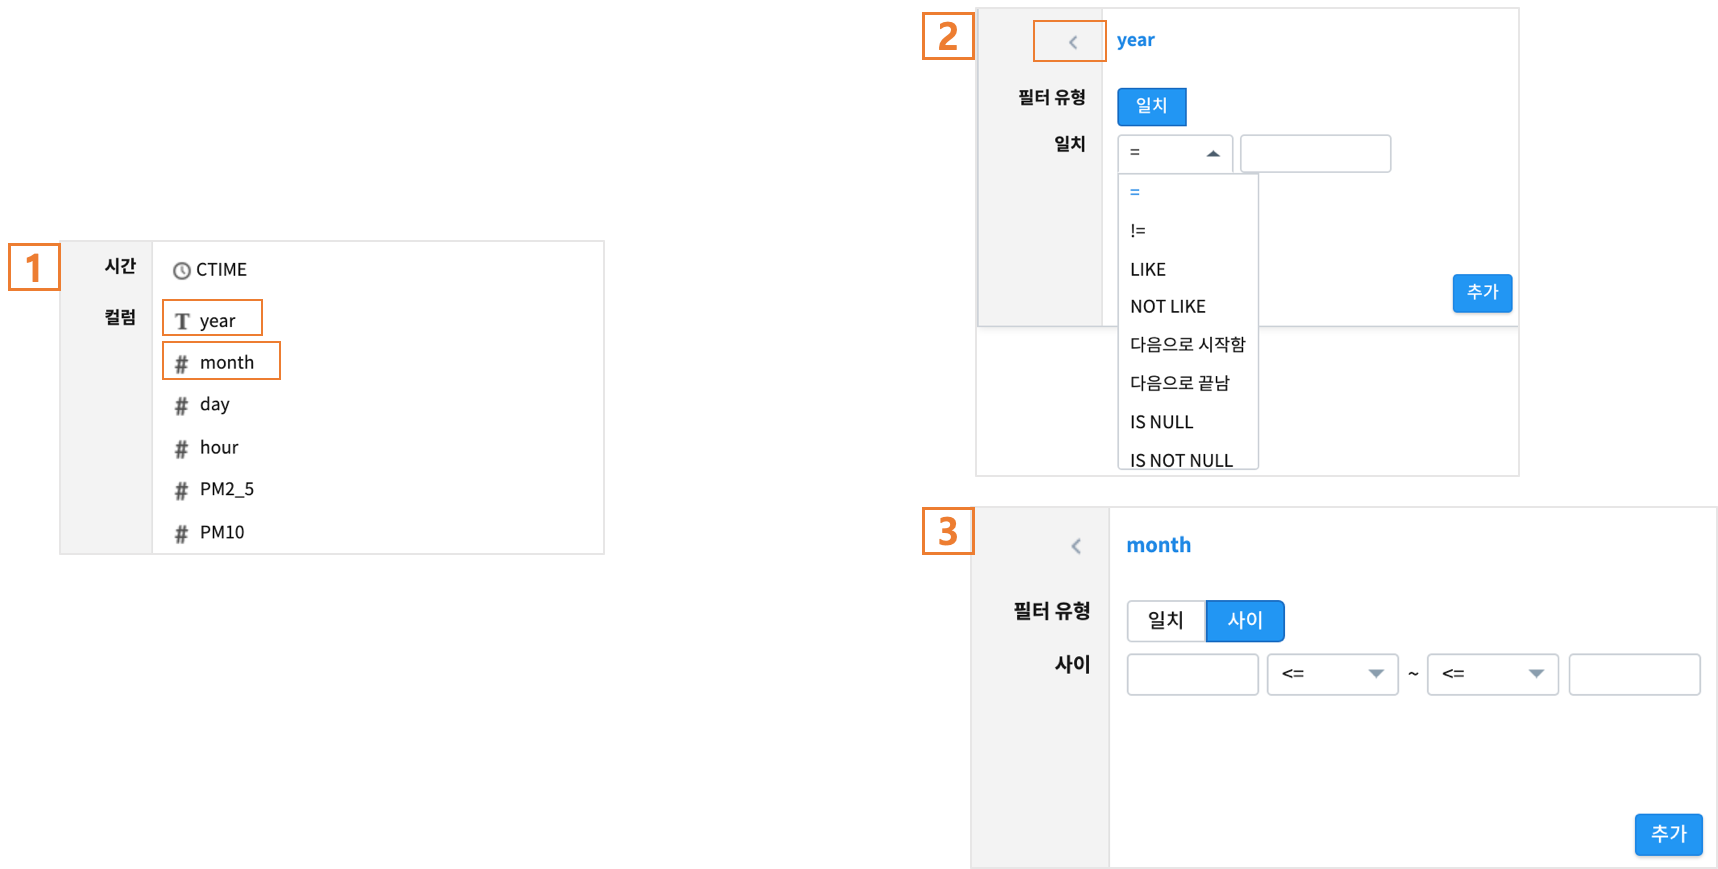 1
시간
CTIME
컬럼
T year
# month
# day
# hour
# PM2_5
# PM10
2
< year
필터 유형
일치
일치
=
=
!=
LIKE
NOT LIKE
다음으로 시작함
다음으로 끝남
IS NULL
IS NOT NULL
추가
3
< month
필터 유형
일치 사이
사이
<= ~ <=
추가